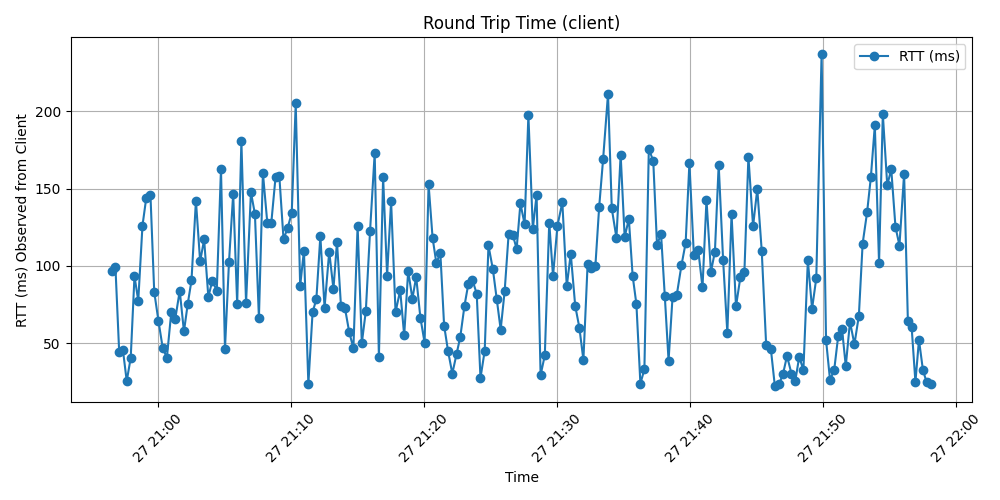 Round Trip Time (client)
RTT (ms)
RTT (ms) Observed from Client
200
150
100
50
27 21:00
27 21:10
27 21:20
27 21:30
27 21:40
27 21:50
27 22:00
Time